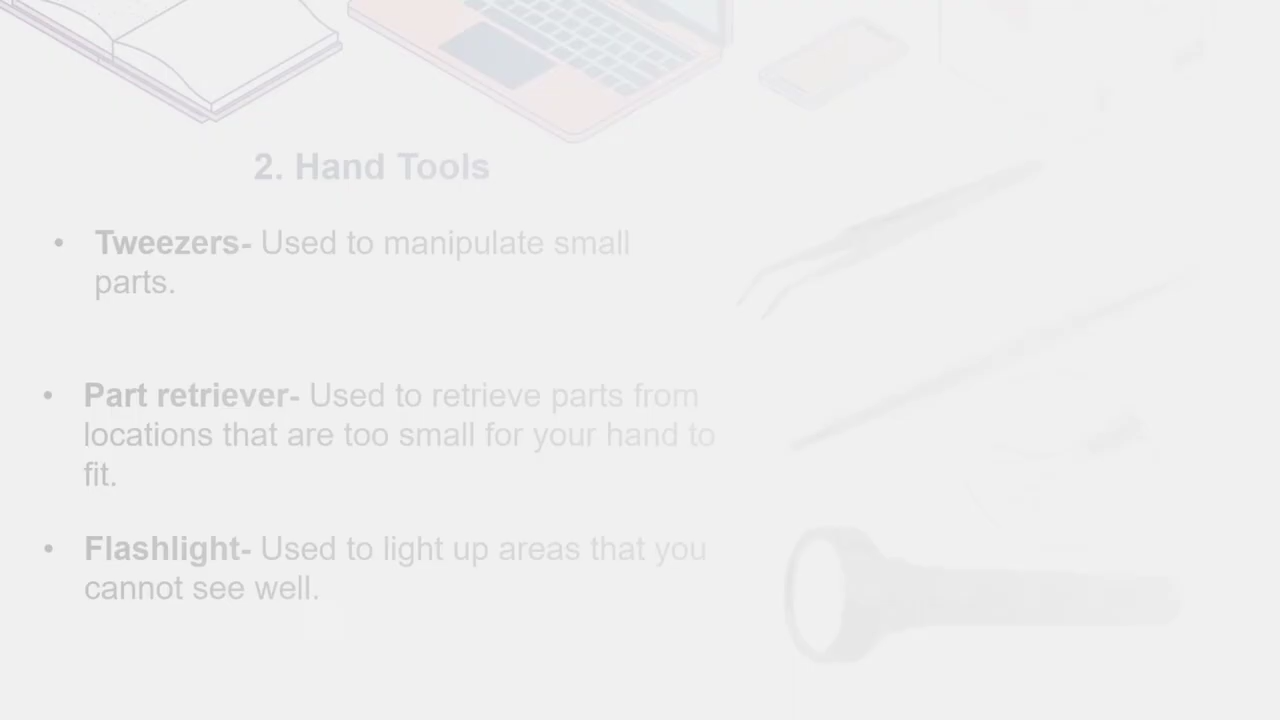 2. Hand Tools
• Tweezers- Used to manipulate small
parts.
• Part retriever- Used to retrieve parts from
locations that are too small for your hand to
fit.
• Flashlight- Used to light up areas that you
cannot see well.